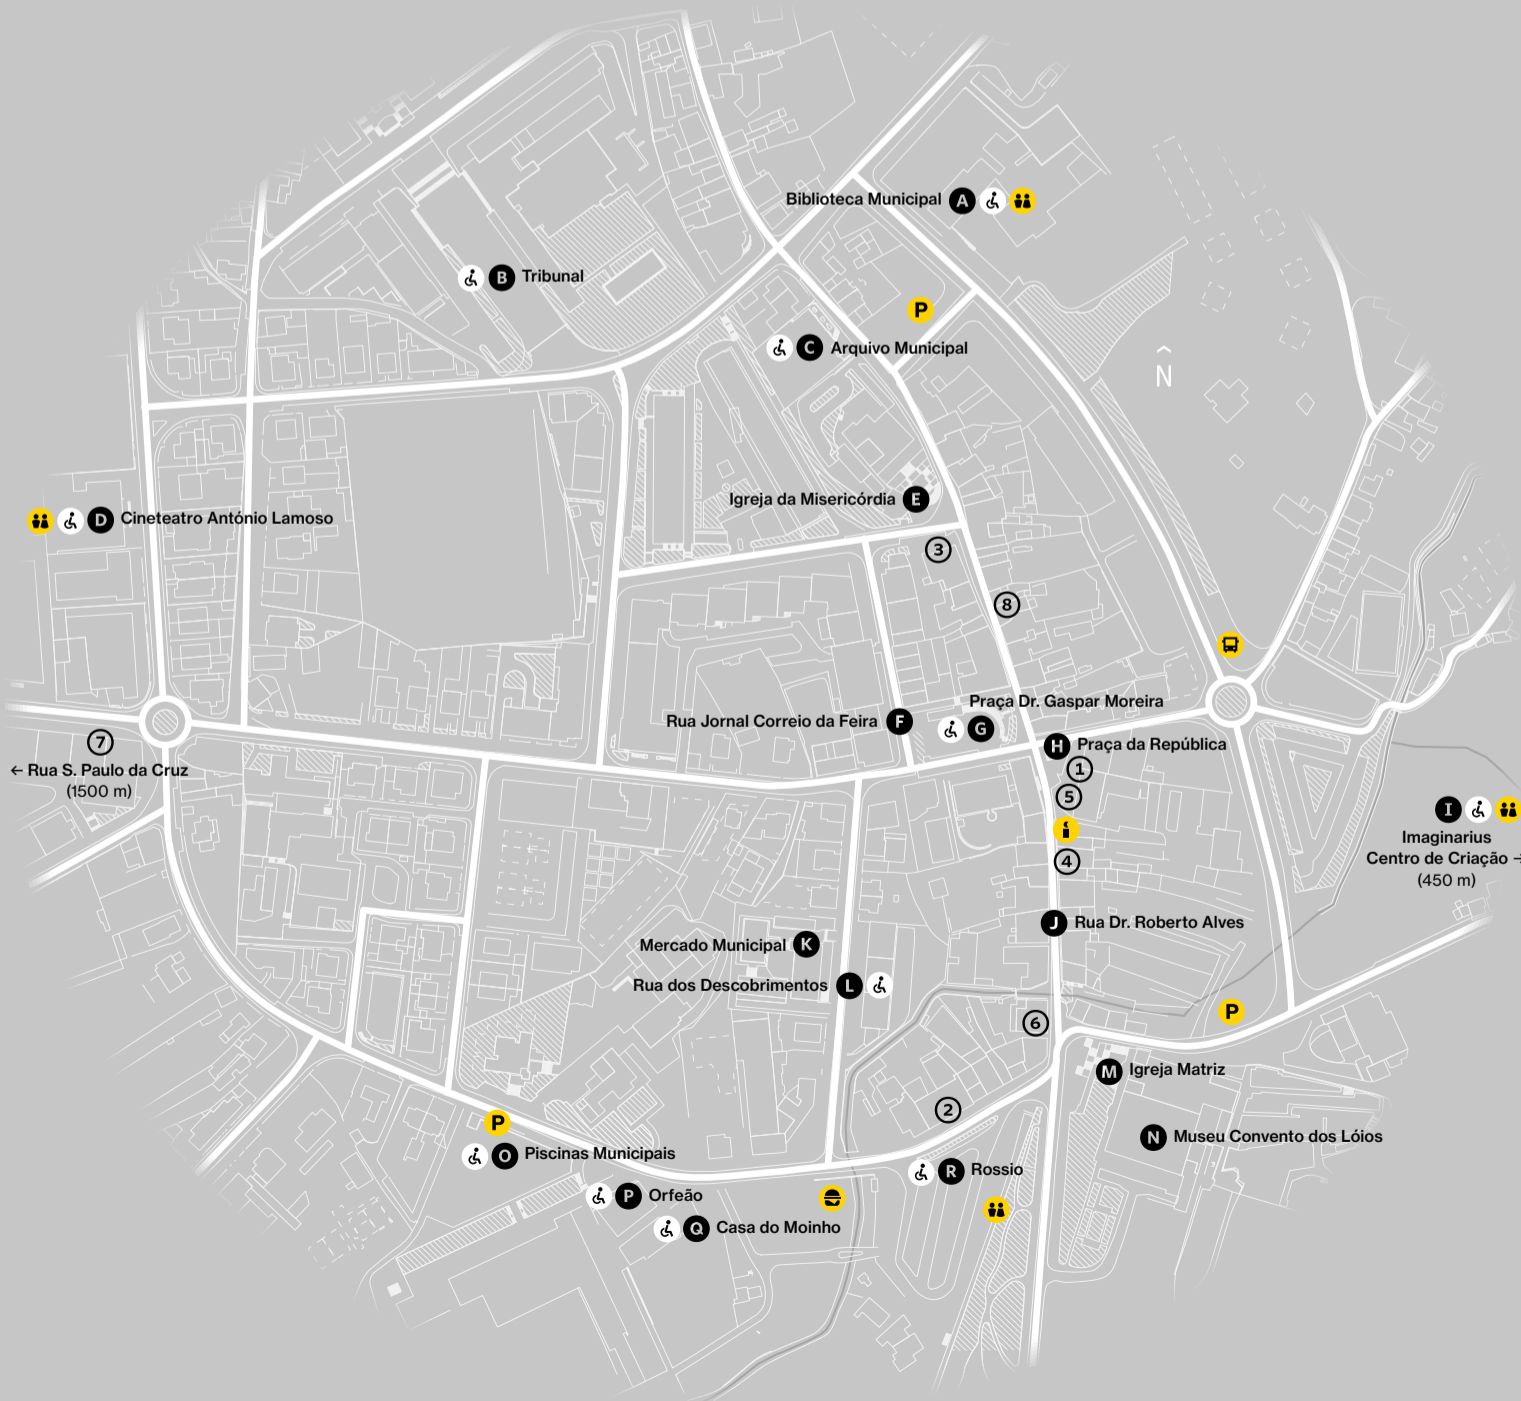 Biblioteca Municipal A
B Tribunal
P
C Arquivo Municipal
N
Igreja da Misericórdia E
D Cineteatro António Lamoso
3
8
Praça Dr. Gaspar Moreira
Rua Jornal Correio da Feira F
G
H Praça da República
7
← Rua S. Paulo da Cruz
(1500 m)
1
5
i
4
I
Imaginarius
Centro de Criação →
(450 m)
J Rua Dr. Roberto Alves
Mercado Municipal K
Rua dos Descobrimentos L
P
6
M Igreja Matriz
2
P
N Museu Convento dos Lóios
O Piscinas Municipais
R Rossio
P Orfeão
Q Casa do Moinho